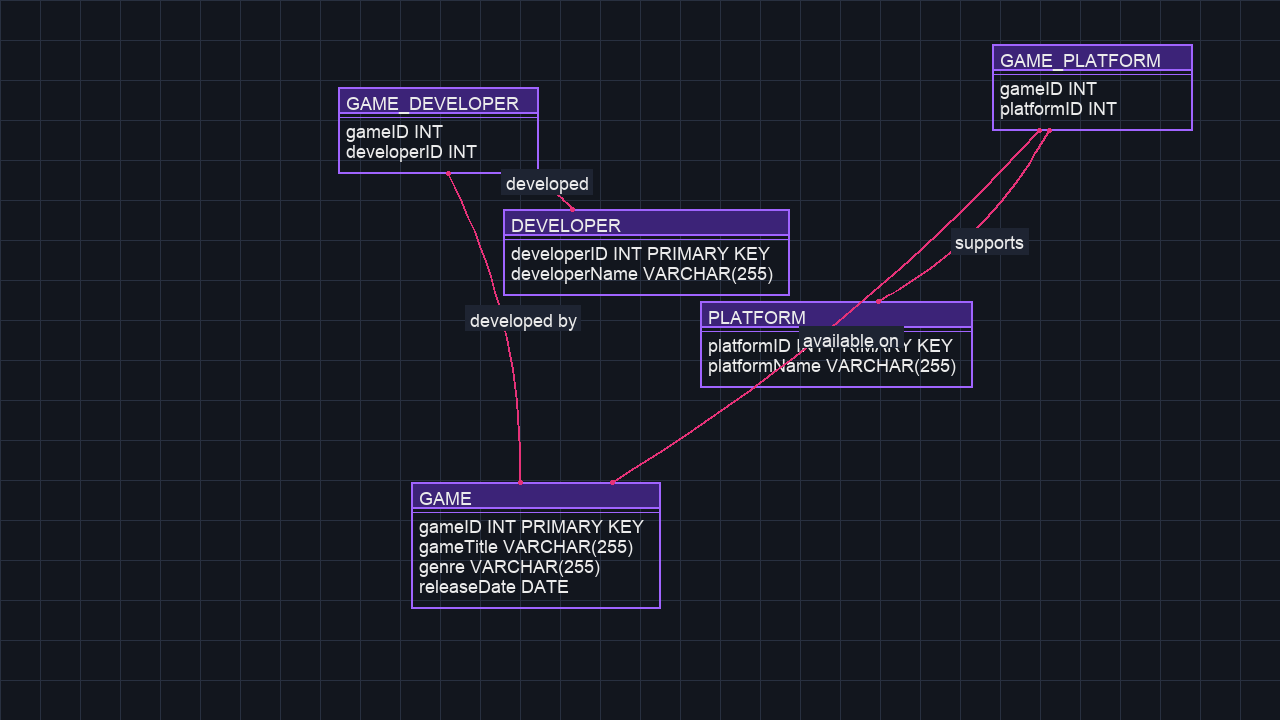 GAME_PLATFORM
gameID INT
platformID INT
GAME_DEVELOPER
gameID INT
developerID INT
developed
DEVELOPER
developerID INT PRIMARY KEY
developerName VARCHAR(255)
supports
developed by
PLATFORM
available on
platformID INT PRIMARY KEY
platformName VARCHAR(255)
GAME
gameID INT PRIMARY KEY
gameTitle VARCHAR(255)
genre VARCHAR(255)
releaseDate DATE